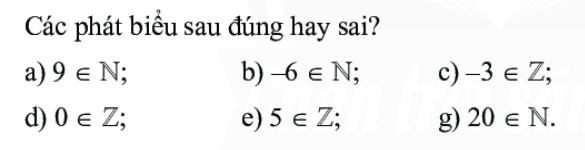 Các phát biểu sau đúng hay sai?
a) 9 ∈ ℕ; b) –6 ∈ ℕ; c) –3 ∈ ℤ;
d) 0 ∈ ℤ; e) 5 ∈ ℤ; g) 20 ∈ ℕ.